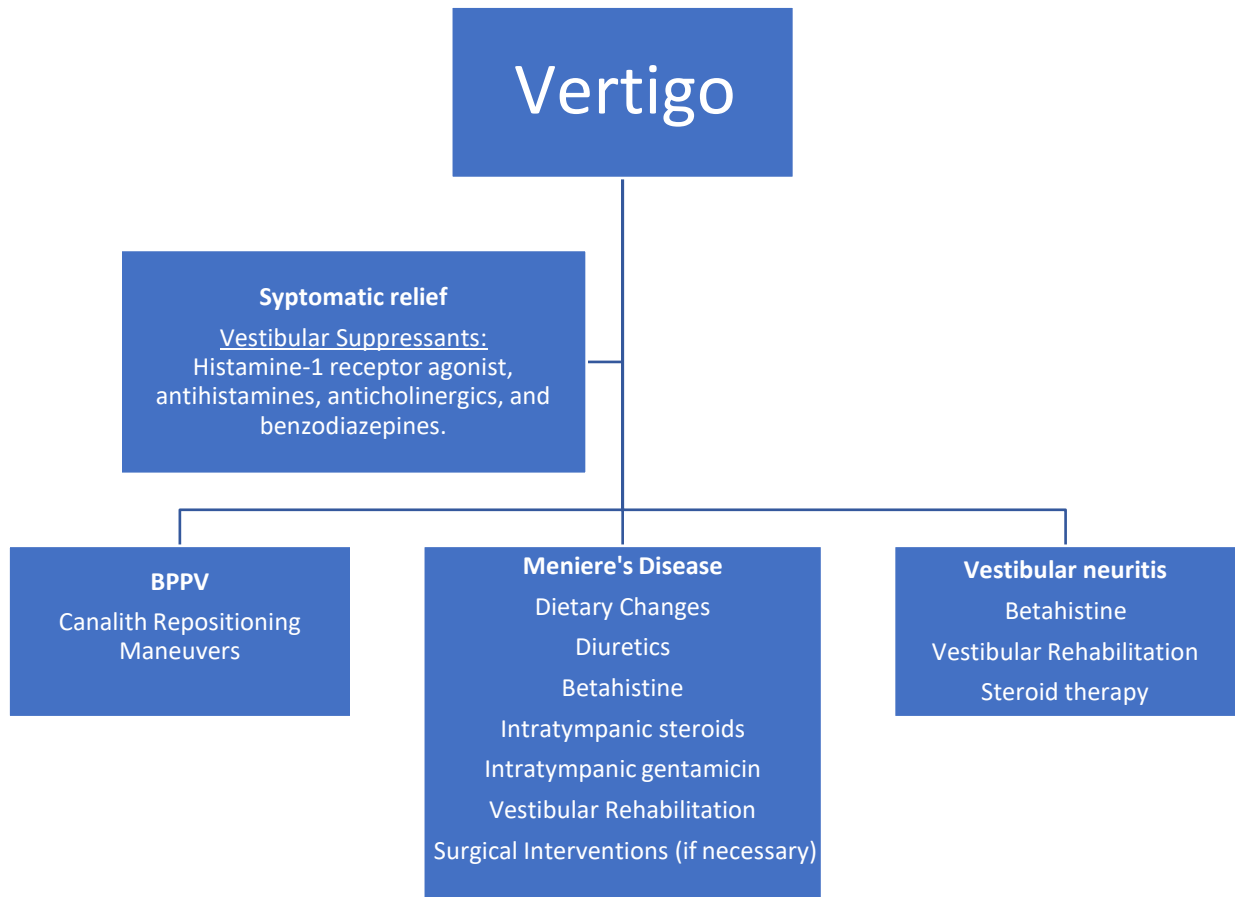 Vertigo
Syptomatic relief
Vestibular Suppressants:
Histamine-1 receptor agonist,
antihistamines, anticholinergics, and
benzodiazepines.
BPPV
Canalith Repositioning
Maneuvers
Meniere's Disease
Dietary Changes
Diuretics
Betahistine
Intratympanic steroids
Intratympanic gentamicin
Vestibular Rehabilitation
Surgical Interventions (if necessary)
Vestibular neuritis
Betahistine
Vestibular Rehabilitation
Steroid therapy